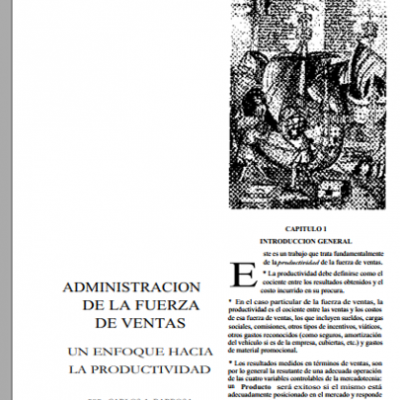 ADMINISTRACION
DE LA FUERZA
DE VENTAS
UN ENFOQUE HACIA
LA PRODUCTIVIDAD
CAPITULO 1
INTRODUCCION GENERAL
Este es un trabajo que trata fundamentalmente
de la productividad de la fuerza de ventas.
* La productividad debe definirse como el
cociente entre los resultados obtenidos y el
costo incurrido en su procura.
* En el caso particular de la fuerza de ventas, la
productividad es el cociente entre las ventas y los costos
de esa fuerza de ventas, los que incluyen sueldos, cargas
sociales, comisiones, otros tipos de incentivos, viáticos,
otros gastos reconocidos (como seguros, amortización
del vehículo si es de la empresa, cubiertas, etc.) y gastos
de material promocional.
* Los resultados medidos en términos de ventas, son
por lo general la resultante de una adecuada operación
de las cuatro variables controlables de la mercadotecnia:
un Producto será exitoso si el mismo está
adecuadamente posicionado en el mercado y responde